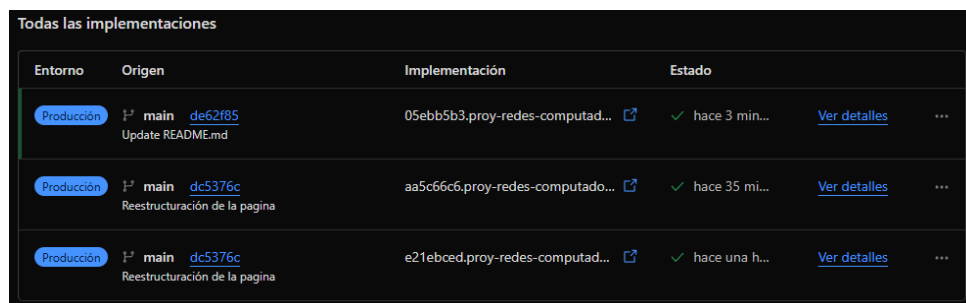 Todas las implementaciones
Entorno Origen Implementación Estado
Producción main de62f85 05ebb5b3.proy-redes-computad... hace 3 min... Ver detalles ...
Update README.md
Producción main dc5376c aa5c66c6.proy-redes-computado... hace 35 mi... Ver detalles ...
Reestructuración de la pagina
Producción main dc5376c e21ebced.proy-redes-computad... hace una h... Ver detalles ...
Reestructuración de la pagina